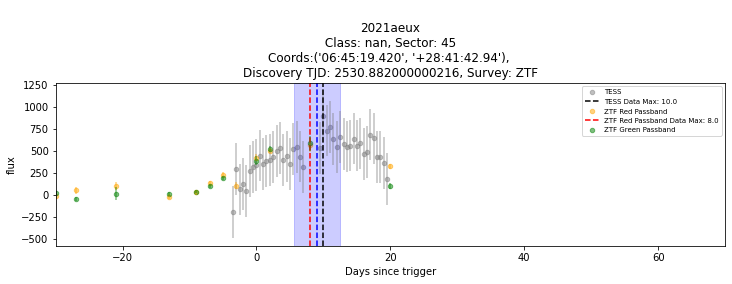 2021aeux
Class: nan, Sector: 45
Coords:('06:45:19.420', '+28:41:42.94'),
Discovery TJD: 2530.882000000216, Survey: ZTF
1250
1000
750
500
250
0
−250
−500
flux
TESS
TESS Data Max: 10.0
ZTF Red Passband
ZTF Red Passband Data Max: 8.0
ZTF Green Passband
−20
0
20
40
60
Days since trigger